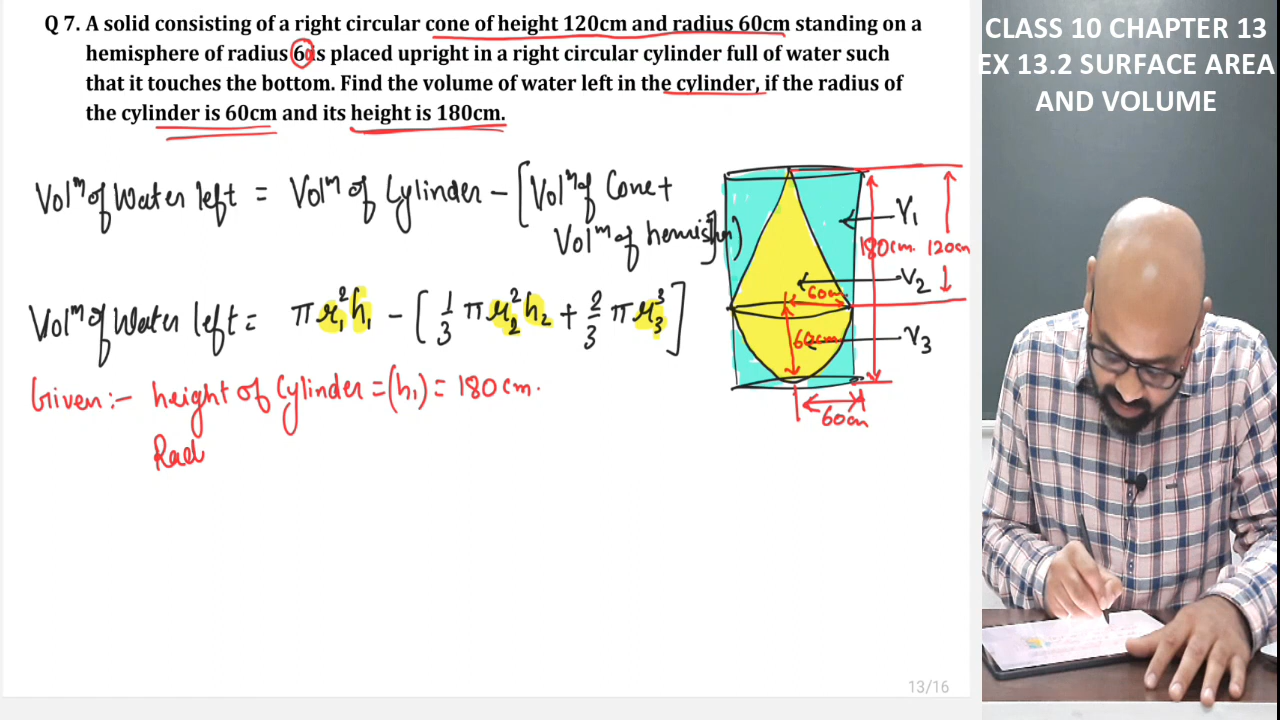 Q 7. A solid consisting of a right circular cone of height 120cm and radius 60cm standing on a
hemisphere of radius 6 is placed upright in a right circular cylinder full of water such
that it touches the bottom. Find the volume of water left in the cylinder, if the radius of
the cylinder is 60cm and its height is 180cm.
CLASS 10 CHAPTER 13
EX 13.2 SURFACE AREA
AND VOLUME
Volᵐ of Water left = Volᵐ of Cylinder - [Volᵐ of Cone +
Volᵐ of hemis
Volᵐ of Water left = πr₁²h₁ - [1/3 πr₂²h₂ + 2/3 πr₃³]
Given:- height of Cylinder = (h₁) = 180 cm.
Rad
V₁
180cm.
120cm
V₂
60cm
60cm
V₃
60cm
13/16